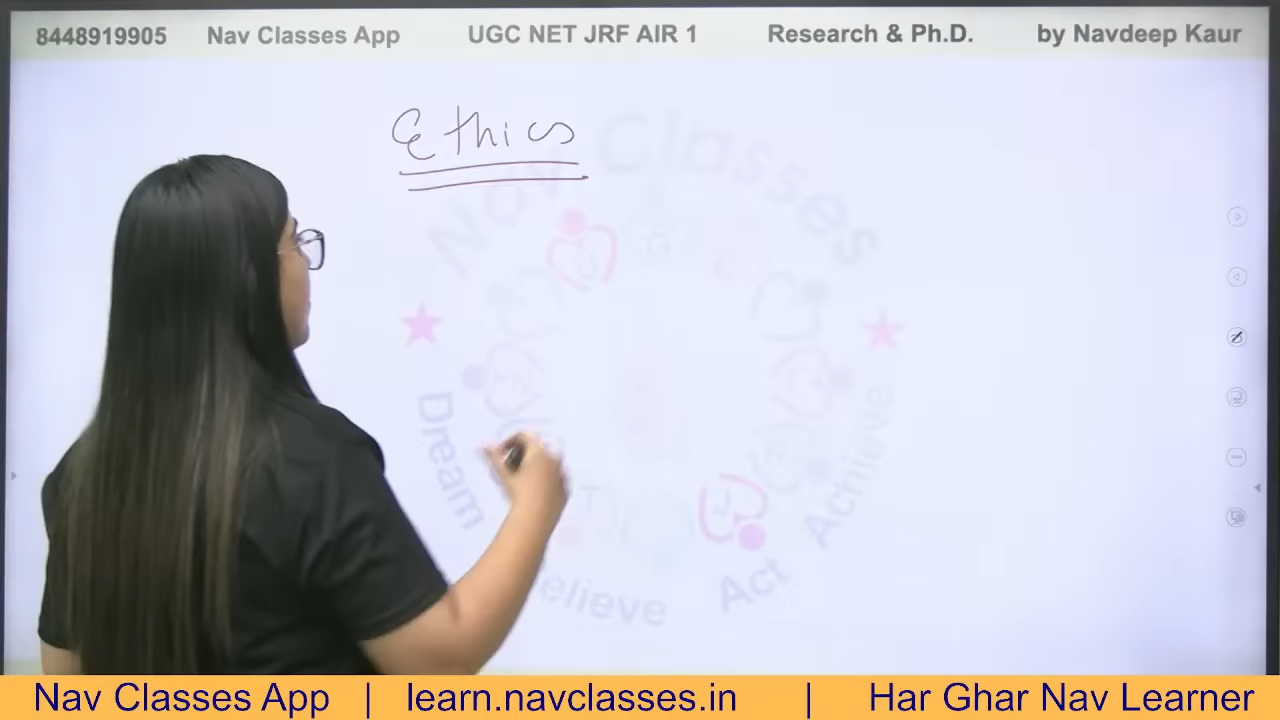 8448919905 Nav Classes App UGC NET JRF AIR 1 Research & Ph.D. by Navdeep Kaur
Ethics
Nav Classes
Dream
elieve
Act
Achieve
Nav Classes App | learn.navclasses.in | Har Ghar Nav Learner